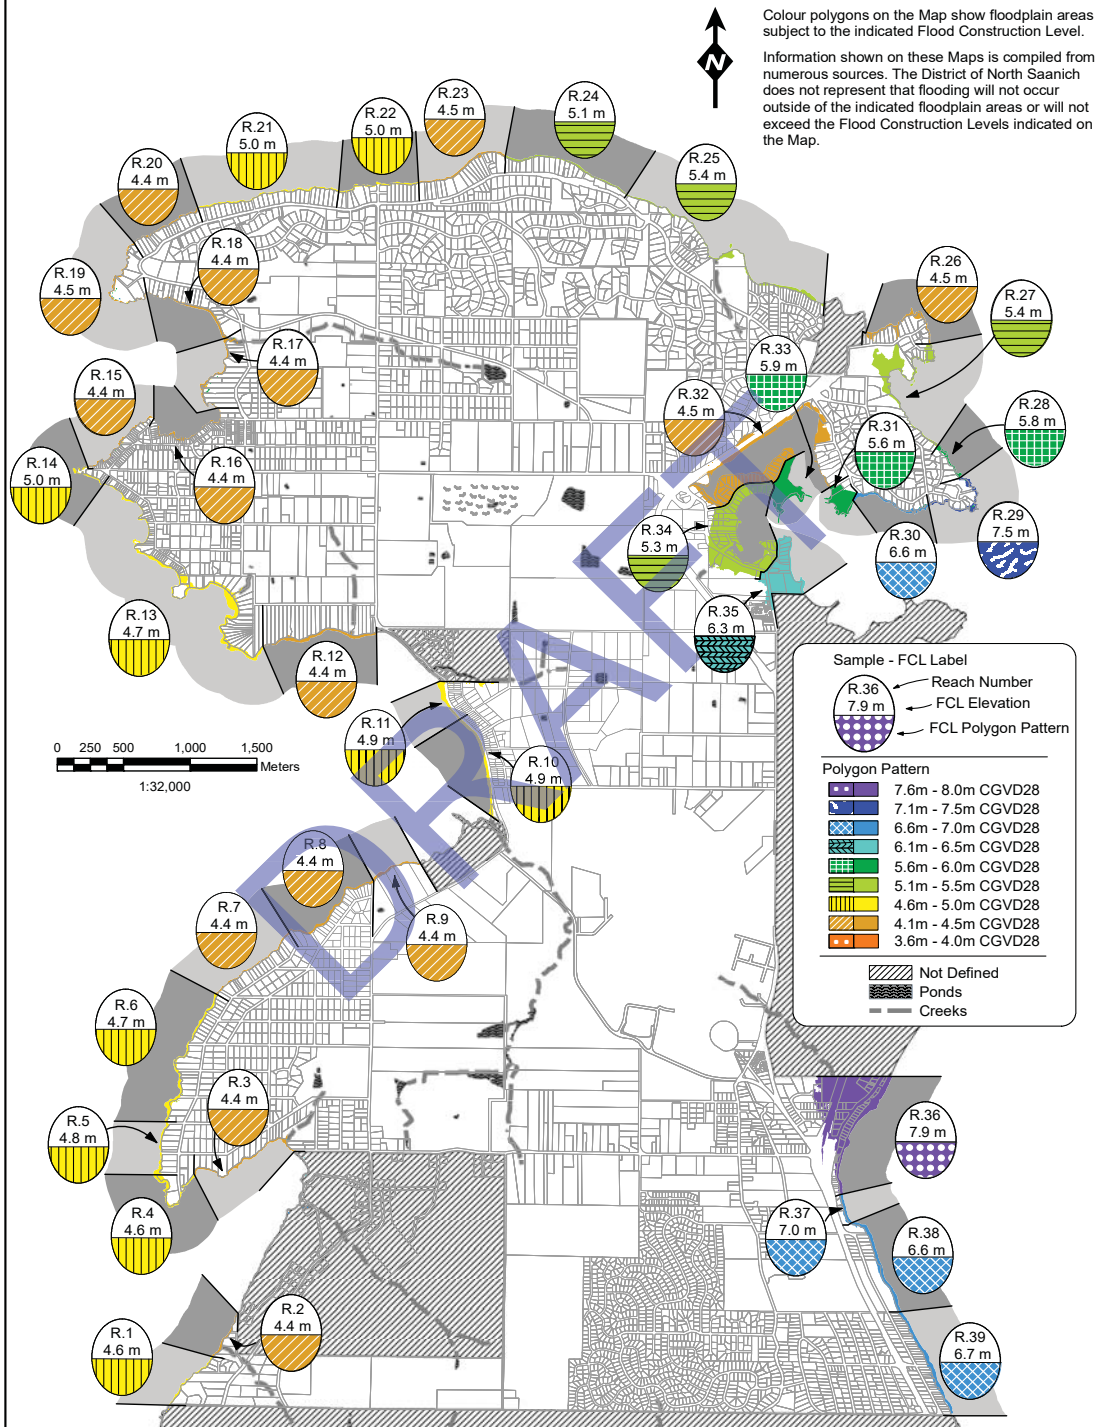 Colour polygons on the Map show floodplain areas
subject to the indicated Flood Construction Level.
Information shown on these Maps is compiled from
numerous sources. The District of North Saanich
does not represent that flooding will not occur
outside of the indicated floodplain areas or will not
exceed the Flood Construction Levels indicated on
the Map.
N
R.23
4.5 m
R.24
5.1 m
R.22
5.0 m
R.21
5.0 m
R.20
4.4 m
R.25
5.4 m
R.18
4.4 m
R.19
4.5 m
R.26
4.5 m
R.27
5.4 m
R.17
4.4 m
R.33
5.9 m
R.15
4.4 m
R.32
4.5 m
R.28
5.8 m
R.31
5.6 m
R.14
5.0 m
R.16
4.4 m
R.34
5.3 m
R.29
7.5 m
R.30
6.6 m
R.13
4.7 m
R.35
6.3 m
R.12
4.4 m
R.11
4.9 m
R.10
4.9 m
0 250 500 1,000 1,500
Meters
1:32,000
Sample - FCL Label
R.36
7.9 m
Reach Number
FCL Elevation
FCL Polygon Pattern
Polygon Pattern
7.6m - 8.0m CGVD28
7.1m - 7.5m CGVD28
6.6m - 7.0m CGVD28
6.1m - 6.5m CGVD28
5.6m - 6.0m CGVD28
5.1m - 5.5m CGVD28
4.6m - 5.0m CGVD28
4.1m - 4.5m CGVD28
3.6m - 4.0m CGVD28
Not Defined
Ponds
Creeks
DRAFT
R.8
4.4 m
R.7
4.4 m
R.9
4.4 m
R.6
4.7 m
R.3
4.4 m
R.5
4.8 m
R.4
4.6 m
R.36
7.9 m
R.37
7.0 m
R.38
6.6 m
R.2
4.4 m
R.1
4.6 m
R.39
6.7 m